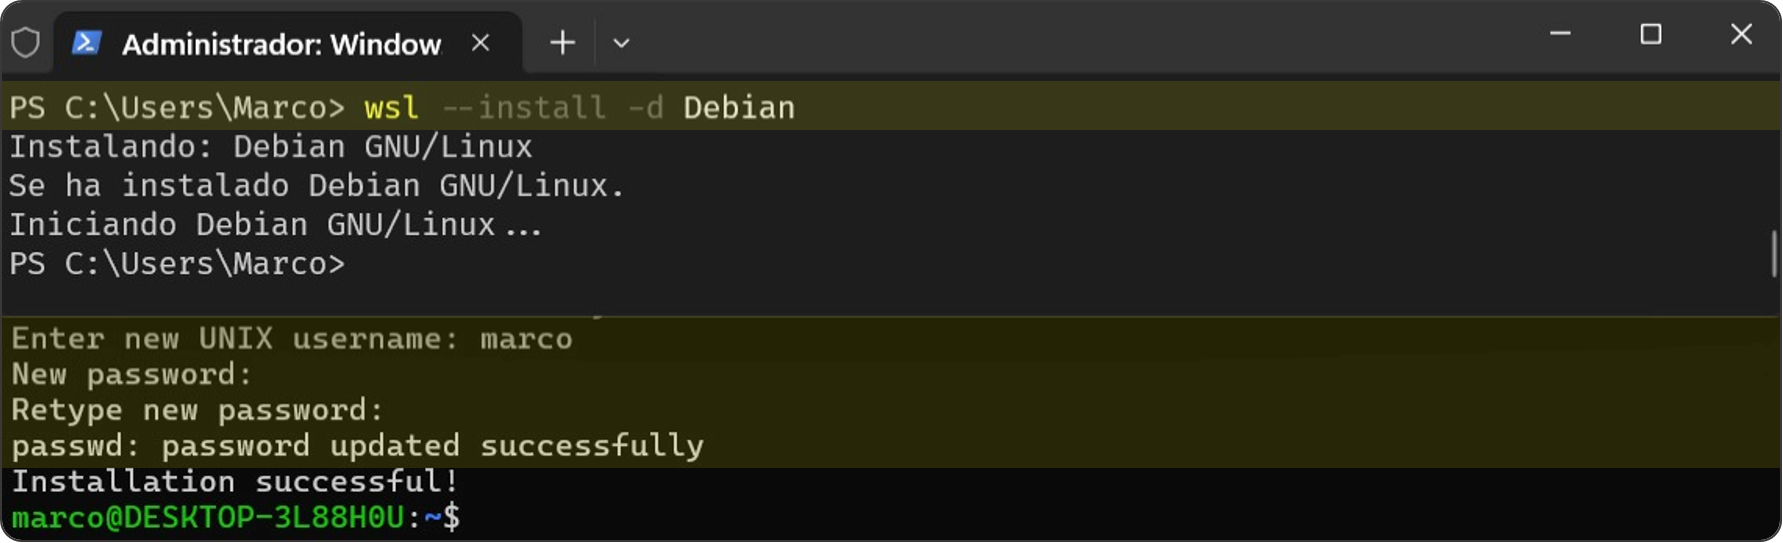 Administrador: Window
PS C:\Users\Marco> wsl --install -d Debian
Instalando: Debian GNU/Linux
Se ha instalado Debian GNU/Linux.
Iniciando Debian GNU/Linux...
PS C:\Users\Marco>
Enter new UNIX username: marco
New password:
Retype new password:
passwd: password updated successfully
Installation successful!
marco@DESKTOP-3L88H0U:~$